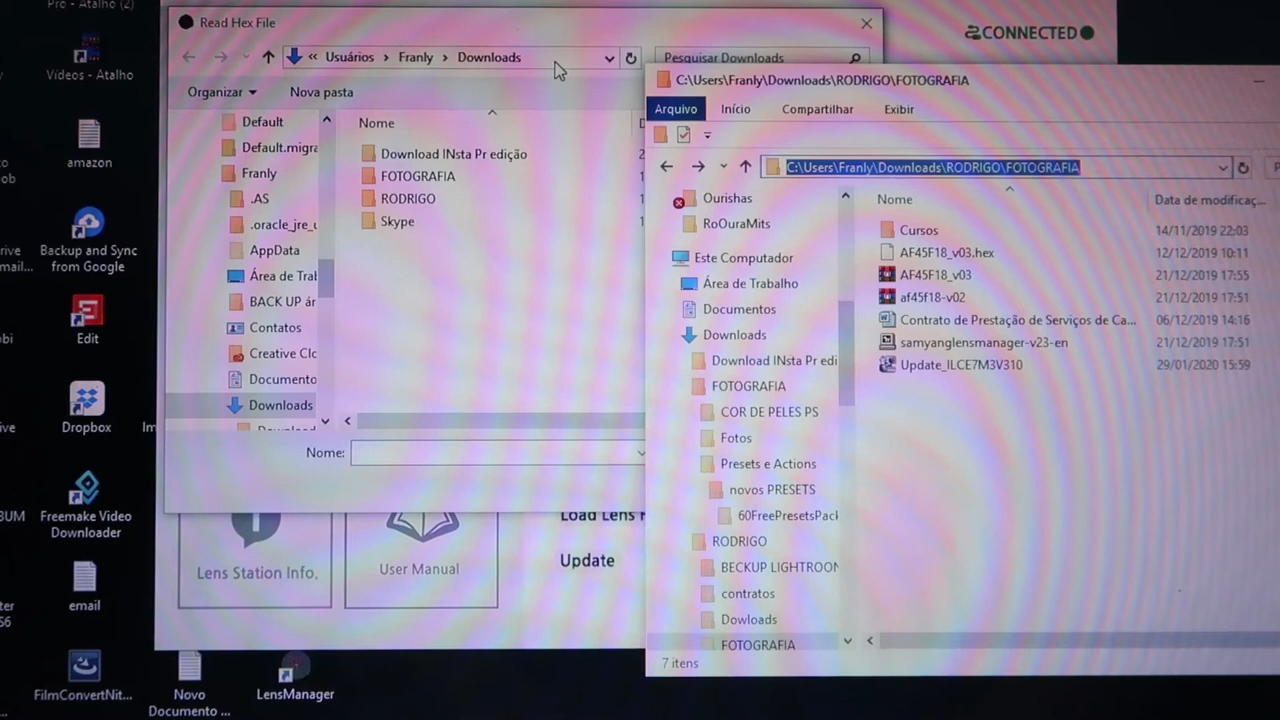 Pro - Atalho (2)
Vídeos - Atalho
amazon
Backup and Sync
from Google
Edit
Dropbox
Freemake Video
Downloader
email
FilmConvertNit...
Novo
Documento ...
LensManager
Read Hex File
CONNECTED
« Usuários > Franly > Downloads
Pesquisar Downloads
Organizar
Nova pasta
Default
Default.migra
Franly
.AS
.oracle_jre_u
AppData
Área de Tral
BACK UP ár
Contatos
Creative Clo
Documento
Downloads
Nome
Download INsta Pr edição
FOTOGRAFIA
RODRIGO
Skype
Nome:
Lens Station Info.
User Manual
Load Lens
Update
C:\Users\Franly\Downloads\RODRIGO\FOTOGRAFIA
Arquivo
Início
Compartilhar
Exibir
C:\Users\Franly\Downloads\RODRIGO\FOTOGRAFIA
Ourishas
RoOuraMits
Este Computador
Área de Trabalho
Documentos
Downloads
Download INsta Pr edi
FOTOGRAFIA
COR DE PELES PS
Fotos
Presets e Actions
novos PRESETS
60FreePresetsPack
RODRIGO
BECKUP LIGHTROON
contratos
Dowloads
FOTOGRAFIA
Nome
Data de modificaç...
Cursos
14/11/2019 22:03
AF45F18_v03.hex
12/12/2019 10:11
AF45F18_v03
21/12/2019 17:55
af45f18-v02
21/12/2019 17:51
Contrato de Prestação de Serviços de Ca...
06/12/2019 14:16
samyanglensmanager-v23-en
21/12/2019 17:51
Update_ILCE7M3V310
29/01/2020 15:59
7 itens